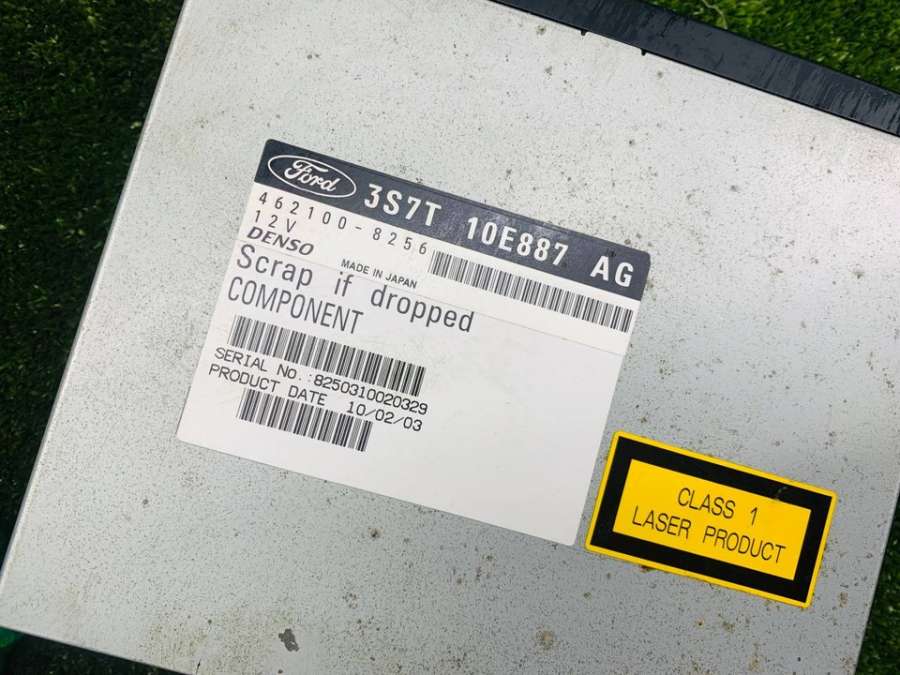 Ford 3S7T 10E887 AG
462100-8256
12V
DENSO MADE IN JAPAN
Scrap if dropped
COMPONENT
SERIAL No.:8250310020329
PRODUCT DATE 10/02/03
CLASS 1
LASER PRODUCT